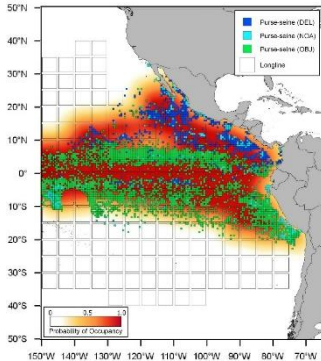 50°N
40°N
30°N
20°N
10°N
0°
10°S
20°S
30°S
40°S
50°S
Purse-seine (DEL)
Purse-seine (NOA)
Purse-seine (OBJ)
Longline
0 0.5 1.0
Probability of Occupancy
150°W 140°W 130°W 120°W 110°W 100°W 90°W 80°W 70°W